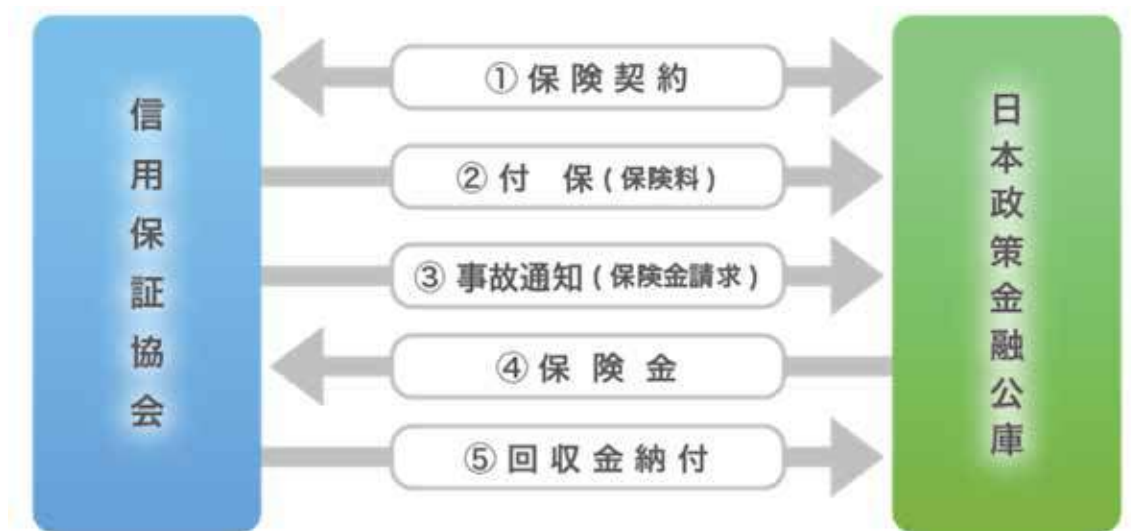 信用保証協会
①保険契約
②付　保(保険料)
③事故通知(保険金請求)
④保険金
⑤回収金納付
日本政策金融公庫